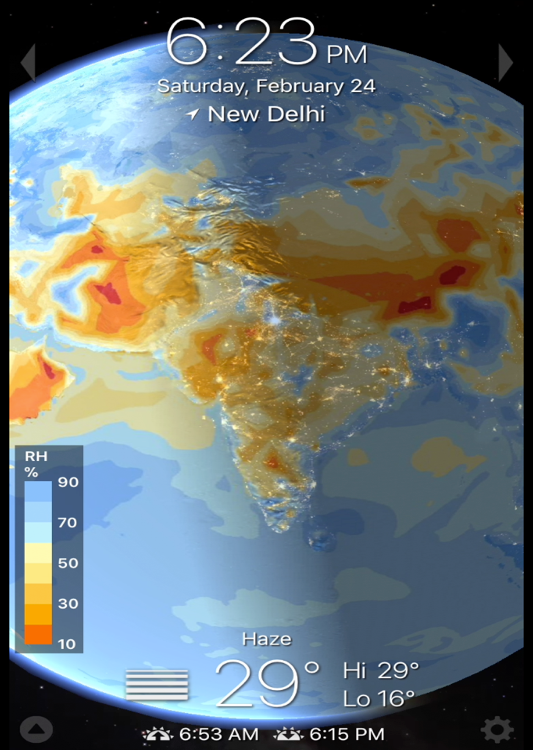 6:23 PM
Saturday, February 24
New Delhi
RH
%
90
70
50
30
10
Haze
29°
Hi 29°
Lo 16°
6:53 AM 6:15 PM